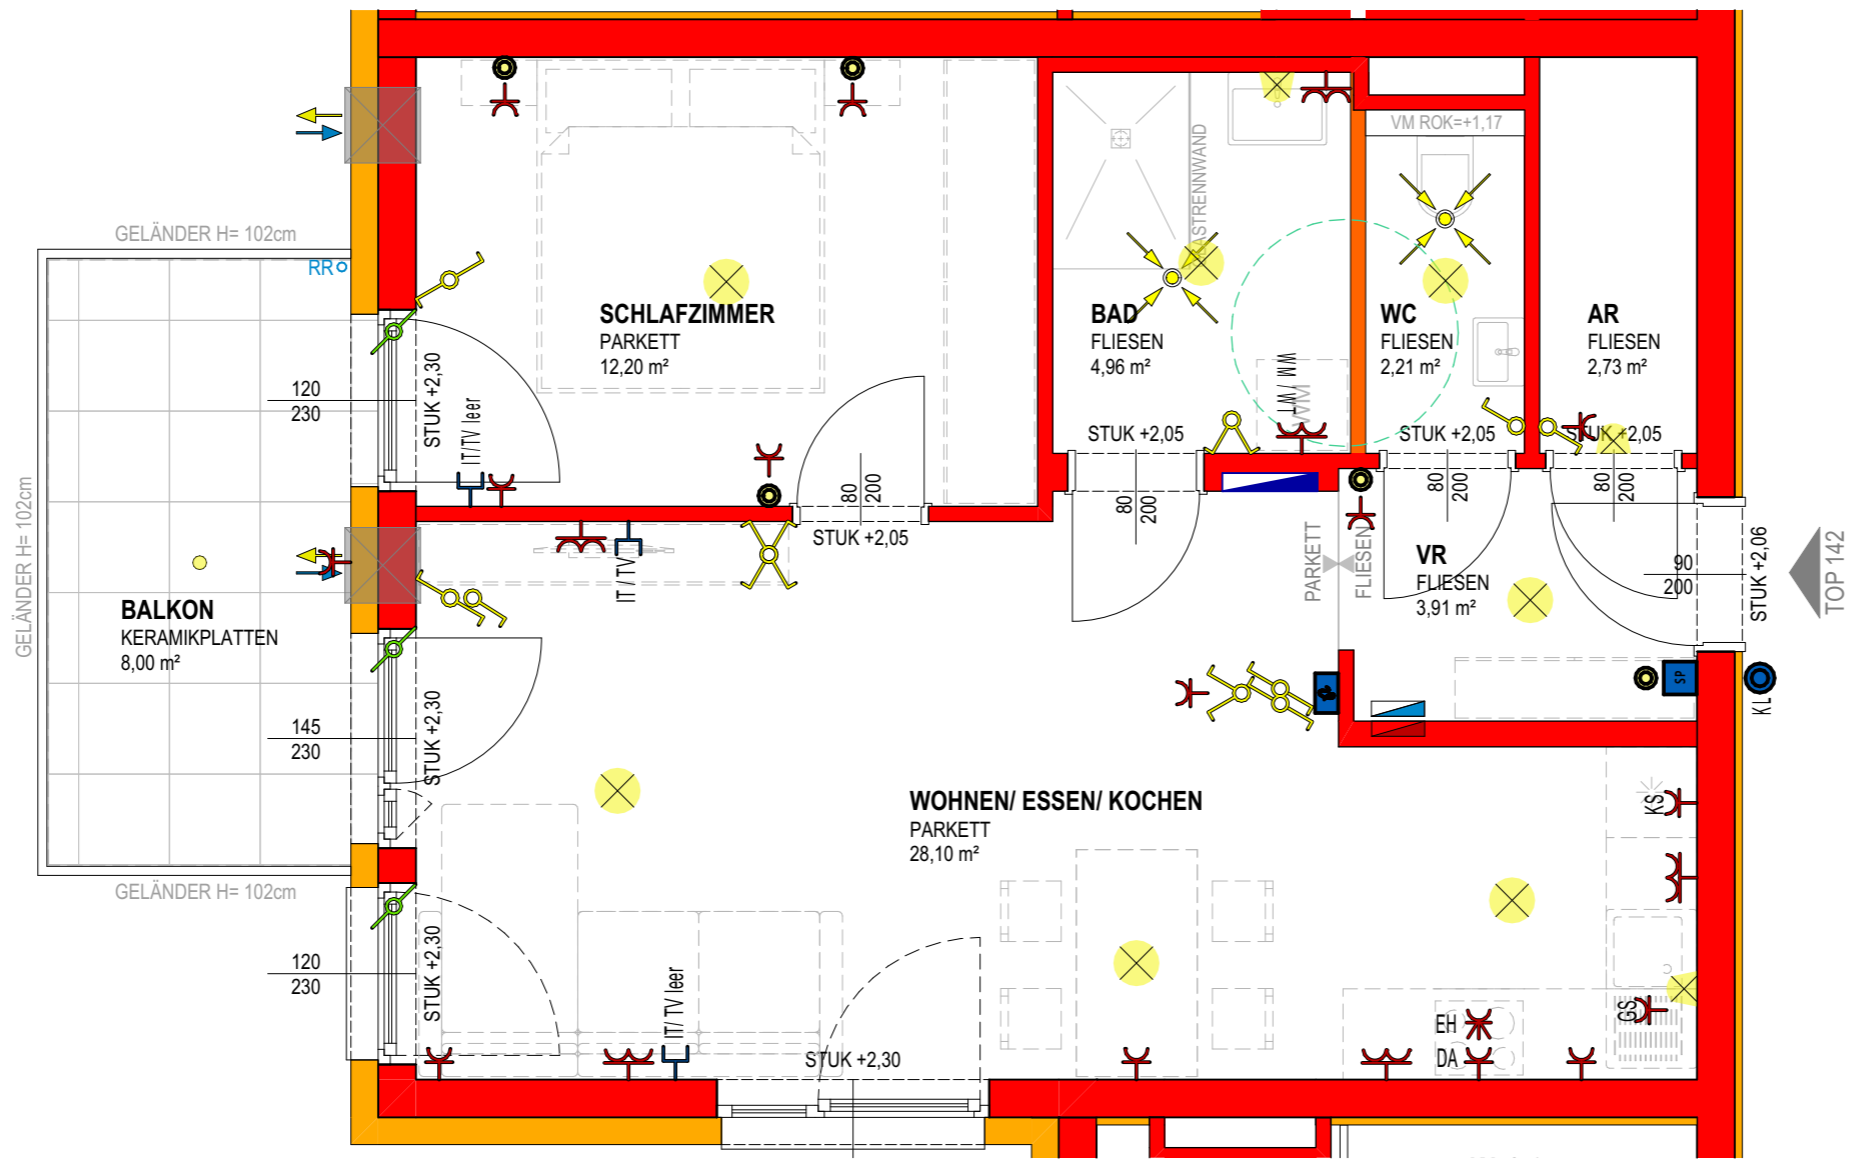 VM ROK=+1,17
GLASTRENNWAND
GELÄNDER H= 102cm
RR
SCHLAFZIMMER
PARKETT
12,20 m²
BAD
FLIESEN
4,96 m²
WC
FLIESEN
2,21 m²
AR
FLIESEN
2,73 m²
120
230
STUK +2,30
IT/TV leer
WM / WT
WM
STUK +2,05
STUK +2,05
STUK +2,05
80
200
80
200
80
200
80
200
STUK +2,05
GELÄNDER H= 102cm
IT / TV
PARKETT
FLIESEN
VR
FLIESEN
3,91 m²
90
200
STUK +2,06
TOP 142
BALKON
KERAMIKPLATTEN
8,00 m²
SP
KL
145
230
STUK +2,30
WOHNEN/ ESSEN/ KOCHEN
PARKETT
28,10 m²
KS
GELÄNDER H= 102cm
120
230
STUK +2,30
IT/ TV leer
STUK +2,30
EH
DA
GS